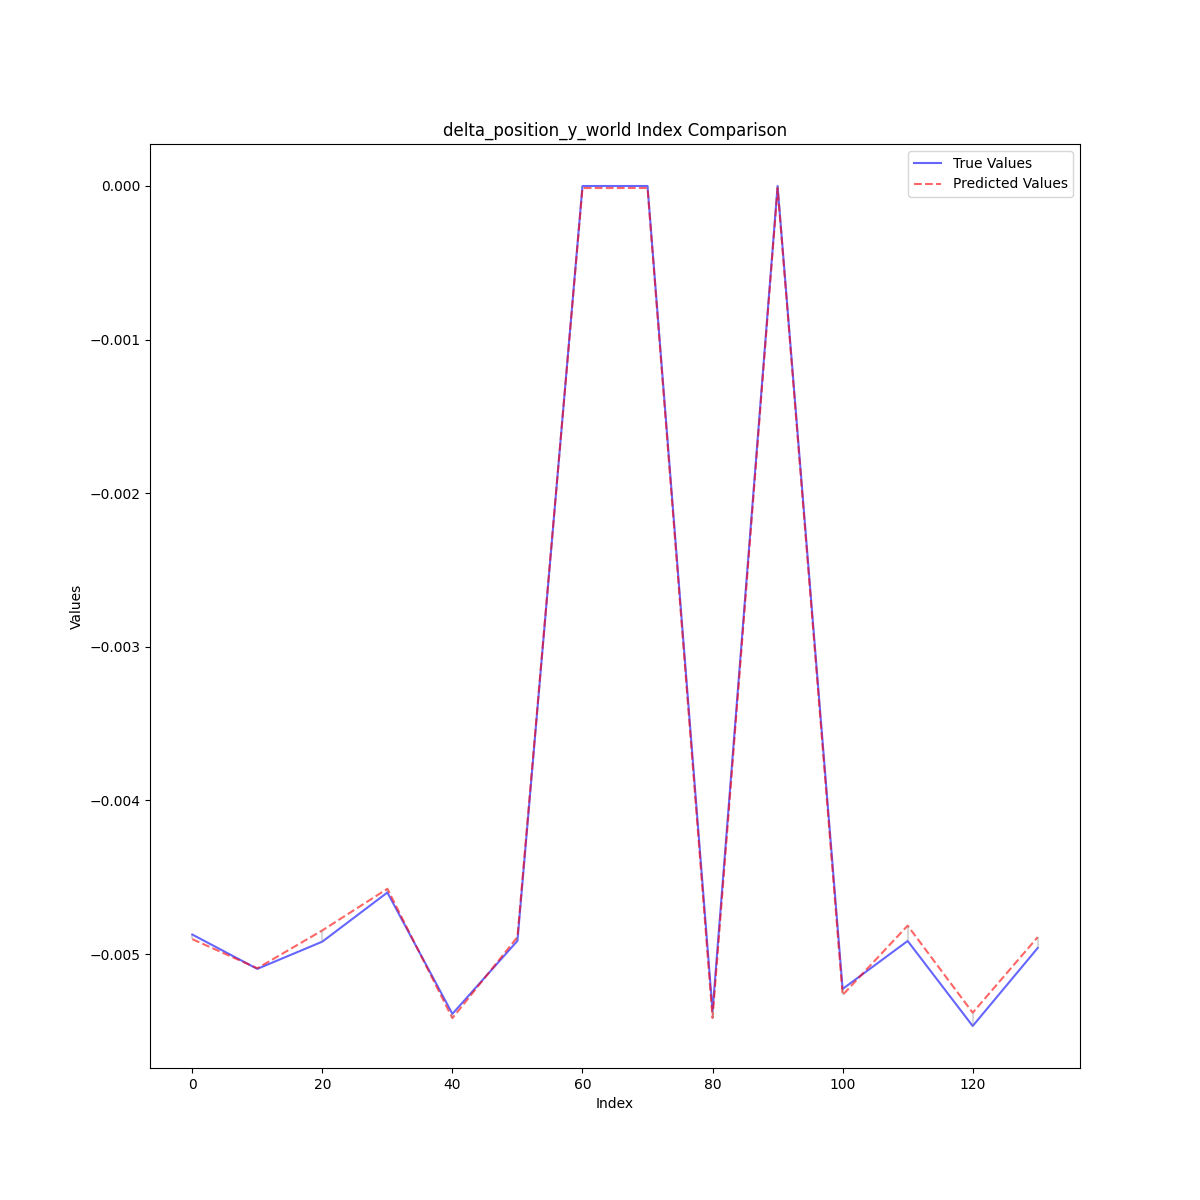 delta_position_y_world Index Comparison
True Values
Predicted Values
0.000
−0.001
−0.002
−0.003
−0.004
−0.005
Values
0 20 40 60 80 100 120
Index